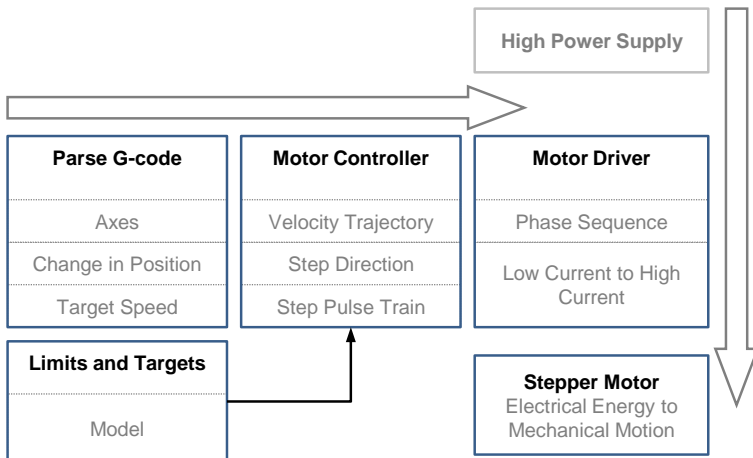 High Power Supply
Parse G-code
Axes
Change in Position
Target Speed
Motor Controller
Velocity Trajectory
Step Direction
Step Pulse Train
Motor Driver
Phase Sequence
Low Current to High
Current
Limits and Targets
Model
Stepper Motor
Electrical Energy to
Mechanical Motion